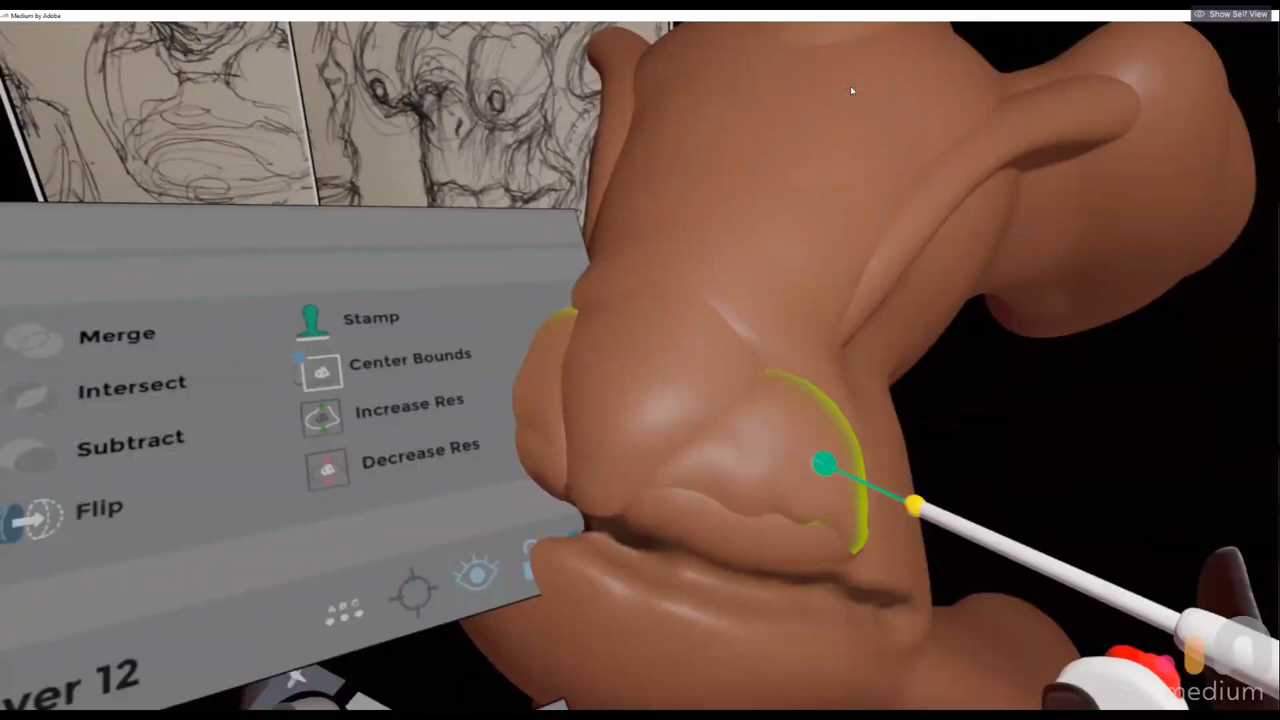 Medium by Adobe
Show Self View
Merge
Stamp
Intersect
Center Bounds
Subtract
Increase Res
Flip
Decrease Res
ABC
ver 12
medium